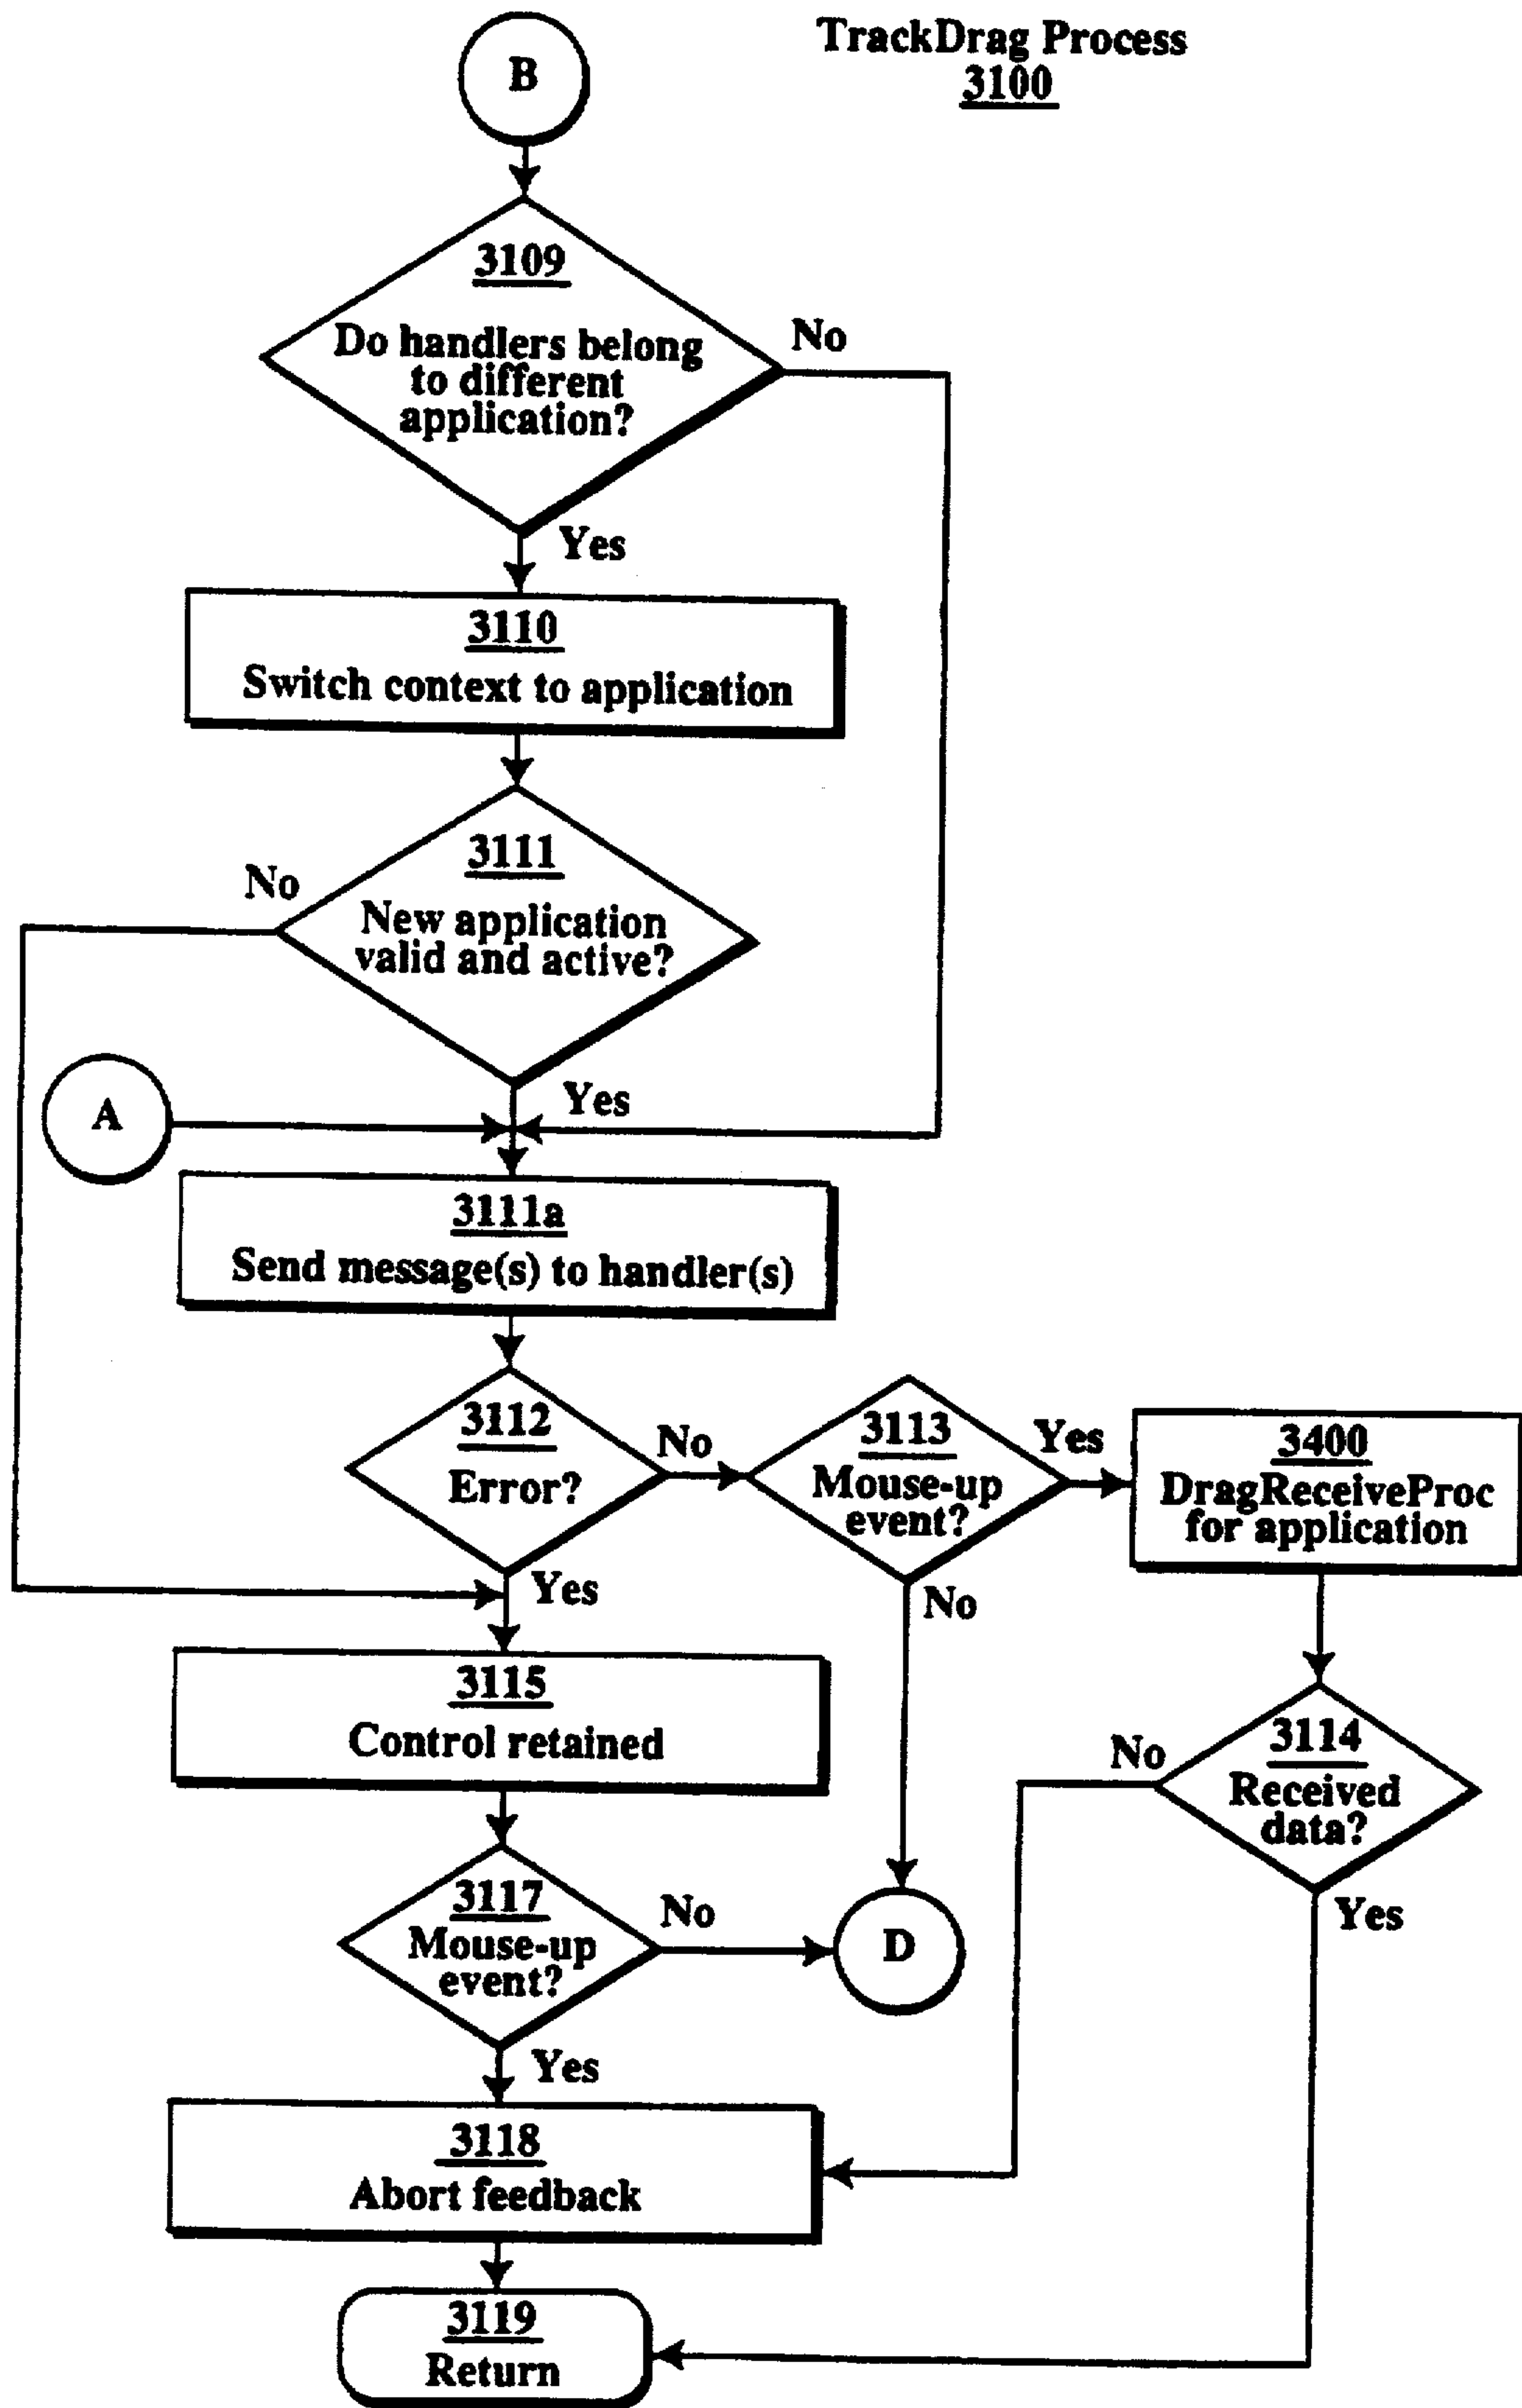 B
TrackDrag Process
3100
3109
Do handlers belong
to different
application?
No
Yes
3110
Switch context to application
3111
New application
valid and active?
No
Yes
A
3111a
Send message(s) to handler(s)
3112
Error?
No
Yes
3113
Mouse-up
event?
Yes
No
3400
DragReceiveProc
for application
3115
Control retained
3114
Received
data?
No
Yes
3117
Mouse-up
event?
No
Yes
D
3118
Abort feedback
3119
Return